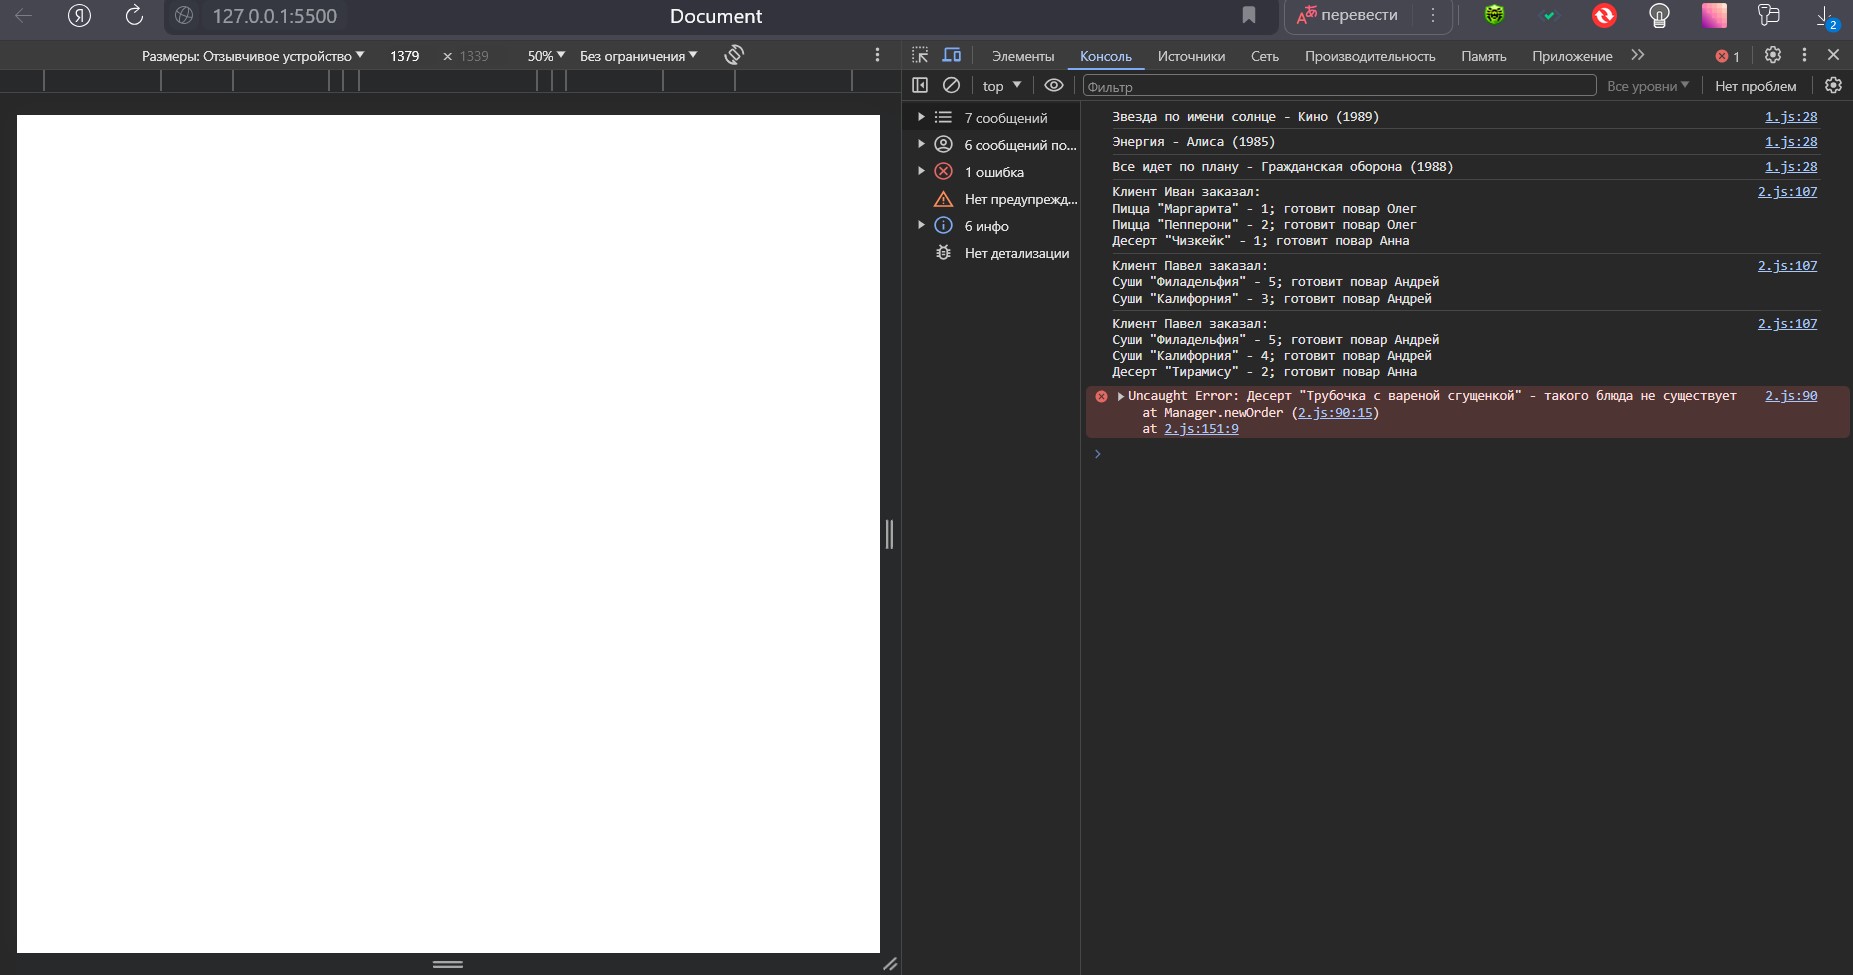 127.0.0.1:5500
Document
перевести
2
Размеры: Отзывчивое устройство
1379 × 1339
50%
Без ограничения
Элементы
Консоль
Источники
Сеть
Производительность
Память
Приложение
1
top
Фильтр
Все уровни
Нет проблем
7 сообщений
6 сообщений по...
1 ошибка
Нет предупрежд...
6 инфо
Нет детализации
Звезда по имени солнце - Кино (1989) 1.js:28
Энергия - Алиса (1985) 1.js:28
Все идет по плану - Гражданская оборона (1988) 1.js:28
Клиент Иван заказал: 2.js:107
Пицца "Маргарита" - 1; готовит повар Олег
Пицца "Пепперони" - 2; готовит повар Олег
Десерт "Чизкейк" - 1; готовит повар Анна
Клиент Павел заказал: 2.js:107
Суши "Филадельфия" - 5; готовит повар Андрей
Суши "Калифорния" - 3; готовит повар Андрей
Клиент Павел заказал: 2.js:107
Суши "Филадельфия" - 5; готовит повар Андрей
Суши "Калифорния" - 4; готовит повар Андрей
Десерт "Тирамису" - 2; готовит повар Анна
Uncaught Error: Десерт "Трубочка с вареной сгущенкой" - такого блюда не существует 2.js:90
at Manager.newOrder (2.js:90:15)
at 2.js:151:9